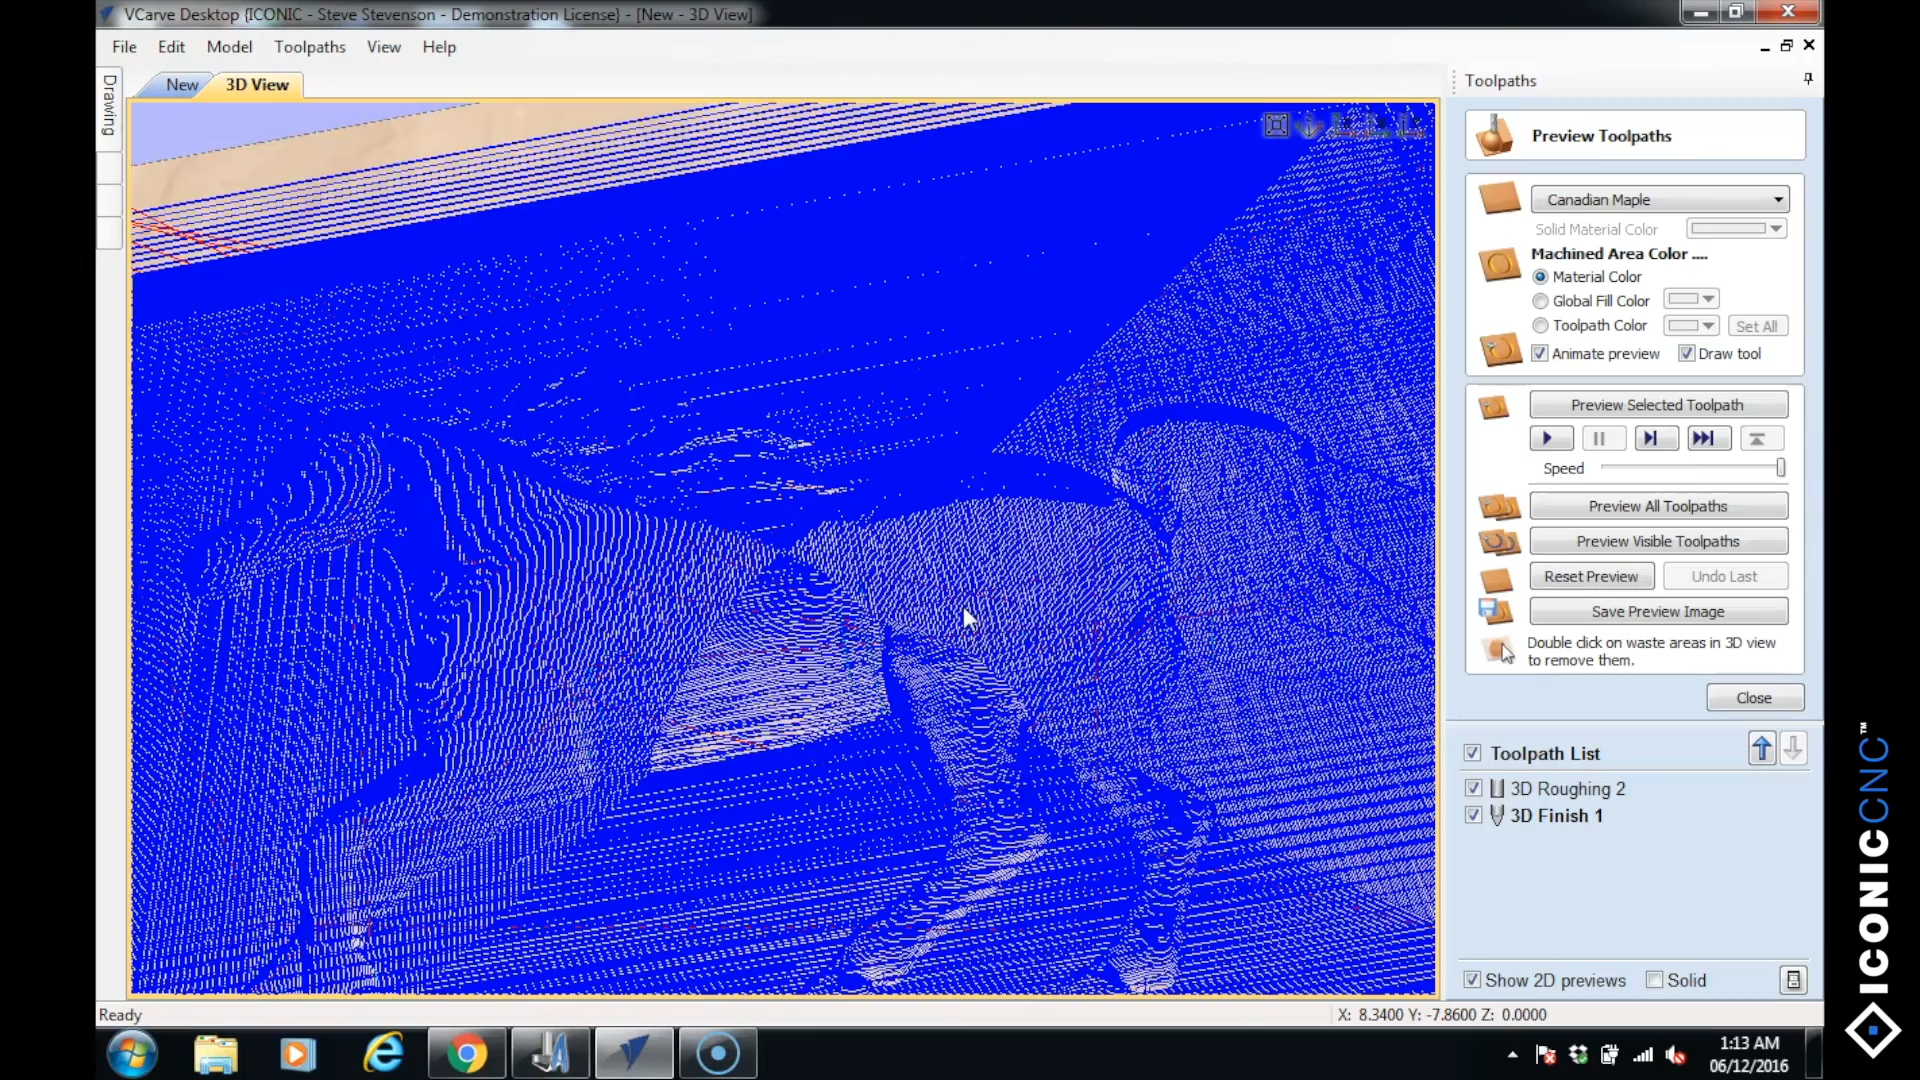 VCarve Desktop {ICONIC - Steve Stevenson - Demonstration License} - [New - 3D View]
File Edit Model Toolpaths View Help
Drawing
New 3D View
Toolpaths
Preview Toolpaths
Canadian Maple
Solid Material Color
Machined Area Color ....
Material Color
Global Fill Color
Toolpath Color Set All
Animate preview Draw tool
Preview Selected Toolpath
Speed
Preview All Toolpaths
Preview Visible Toolpaths
Reset Preview Undo Last
Save Preview Image
Double click on waste areas in 3D view
to remove them.
Close
Toolpath List
3D Roughing 2
3D Finish 1
Show 2D previews Solid
Ready
X: 8.3400 Y: -7.8600 Z: 0.0000
1:13 AM
06/12/2016
ICONICCNC™